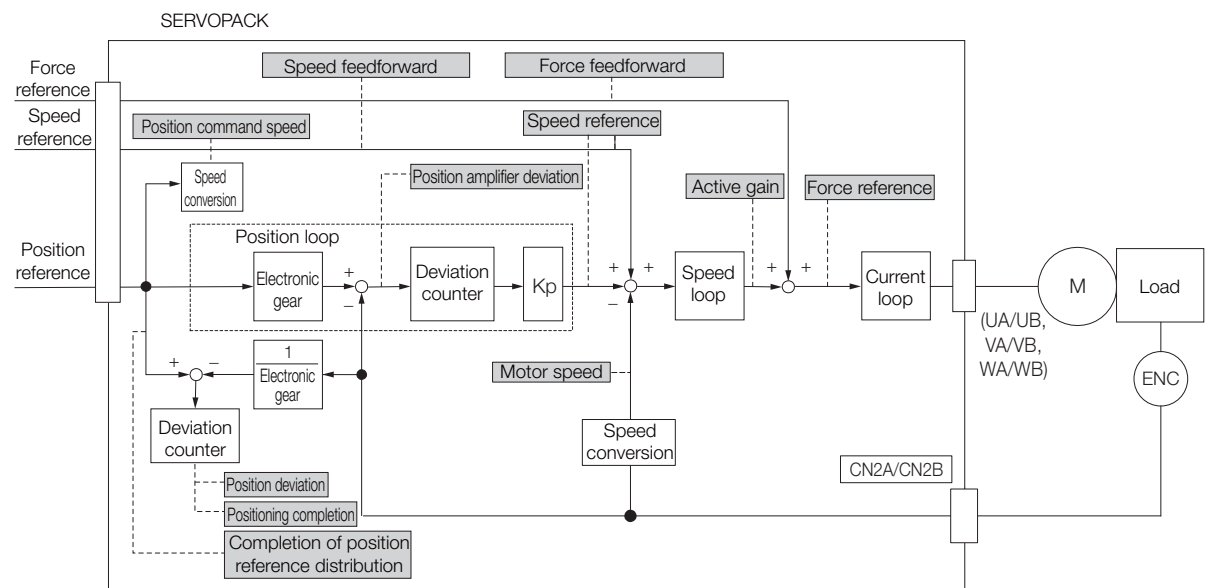 SERVOPACK
Force
reference
Speed feedforward
Force feedforward
Speed
reference
Position command speed
Speed reference
Speed
conversion
Position amplifier deviation
Active gain
Force reference
Position
reference
Position loop
Electronic
gear
+
−
Deviation
counter
Kp
+
+
+
−
Speed
loop
+
+
Current
loop
M
Load
(UA/UB,
VA/VB,
WA/WB)
ENC
+
−
1
Electronic
gear
Motor speed
Deviation
counter
Speed
conversion
CN2A/CN2B
Position deviation
Positioning completion
Completion of position
reference distribution